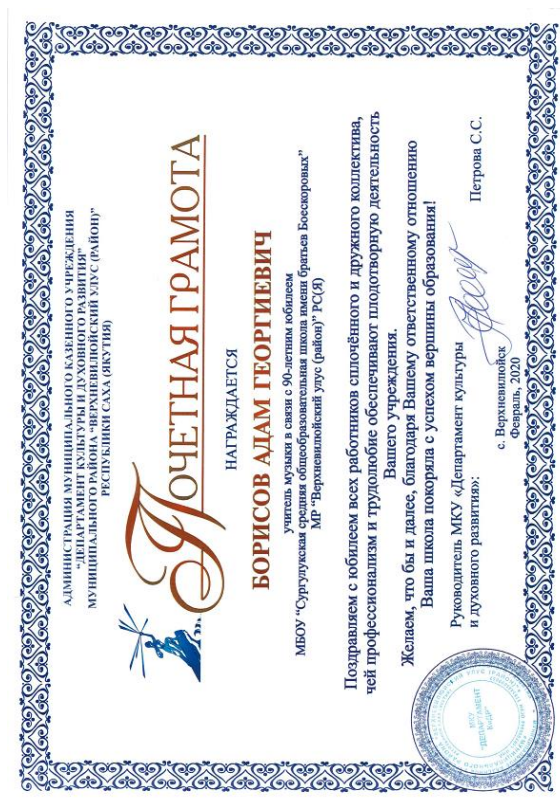 АДМИНИСТРАЦИЯ МУНИЦИПАЛЬНОГО КАЗЕННОГО УЧРЕЖДЕНИЯ
"ДЕПАРТАМЕНТ КУЛЬТУРЫ И ДУХОВНОГО РАЗВИТИЯ"
МУНИЦИПАЛЬНОГО РАЙОНА "ВЕРХНЕВИЛЮЙСКИЙ УЛУС (РАЙОН)"
РЕСПУБЛИКИ САХА (ЯКУТИЯ)
ПОЧЕТНАЯ ГРАМОТА
НАГРАЖДАЕТСЯ
БОРИСОВ АДАМ ГЕОРГИЕВИЧ
учитель музыки в связи с 90-летним юбилеем
МБОУ "Сургулукская средняя общеобразовательная школа имени братьев Боескоровых"
МР "Верхневилюйский улус (район)" РС(Я)
Поздравляем с юбилеем всех работников сплочённого и дружного коллектива,
чей профессионализм и трудолюбие обеспечивают плодотворную деятельность
Вашего учреждения.
Желаем, что бы и далее, благодаря Вашему ответственному отношению
Ваша школа покоряла с успехом вершины образования!
Руководитель МКУ «Департамент культуры
и духовного развития»:
Петрова С.С.
с. Верхневилюйск
Февраль, 2020
МКУ
"ДЕПАРТАМЕНТ
КиДР"